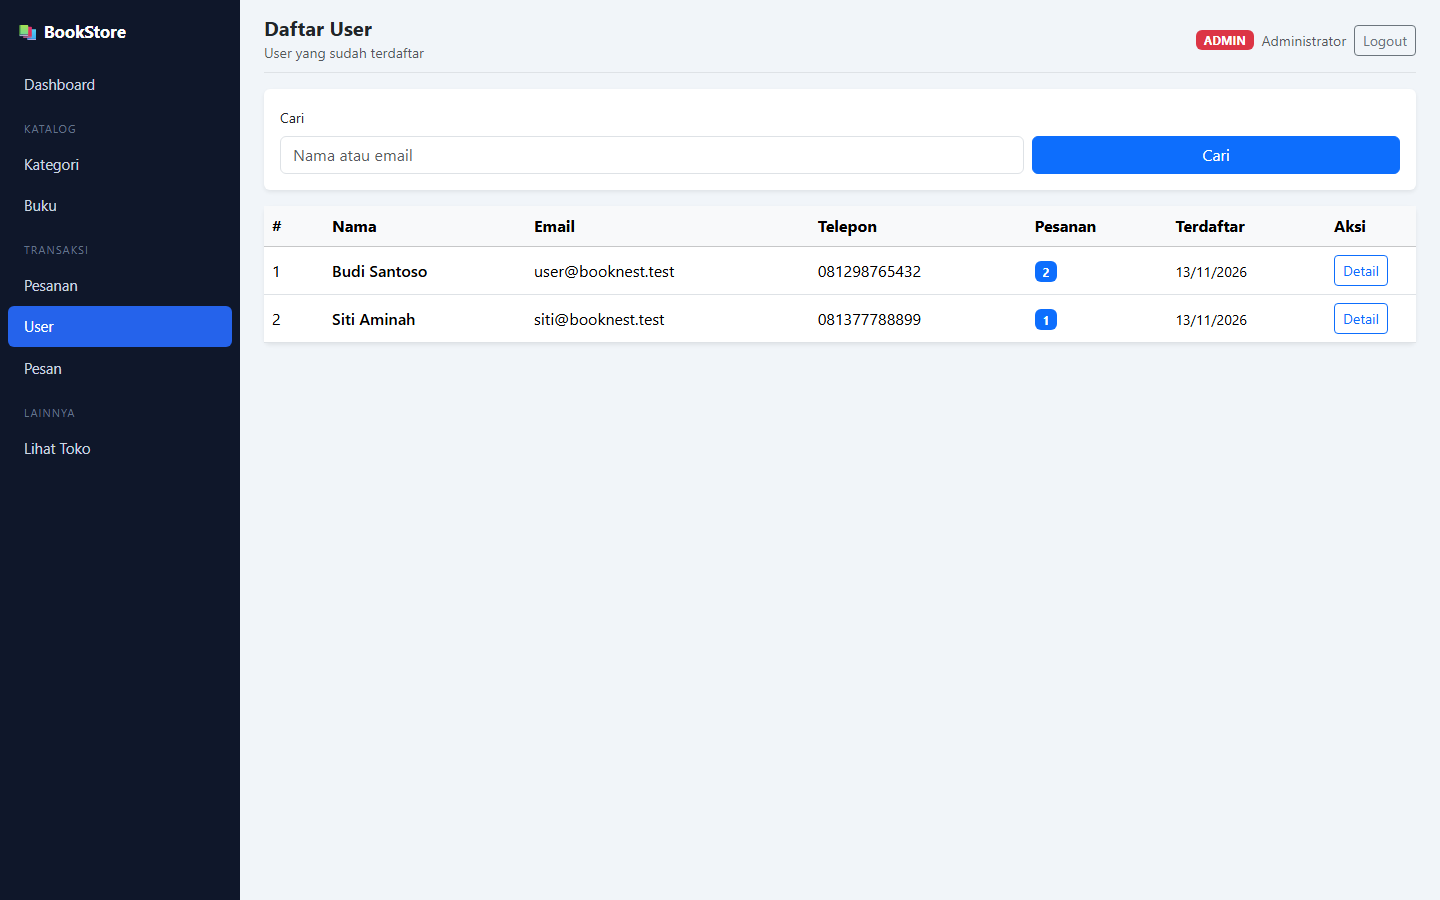 BookStore
Dashboard
KATALOG
Kategori
Buku
TRANSAKSI
Pesanan
User
Pesan
LAINNYA
Lihat Toko
Daftar User
User yang sudah terdaftar
ADMIN Administrator Logout
Cari
Nama atau email Cari
# Nama Email Telepon Pesanan Terdaftar Aksi
1 Budi Santoso user@booknest.test 081298765432 2 13/11/2026 Detail
2 Siti Aminah siti@booknest.test 081377788899 1 13/11/2026 Detail